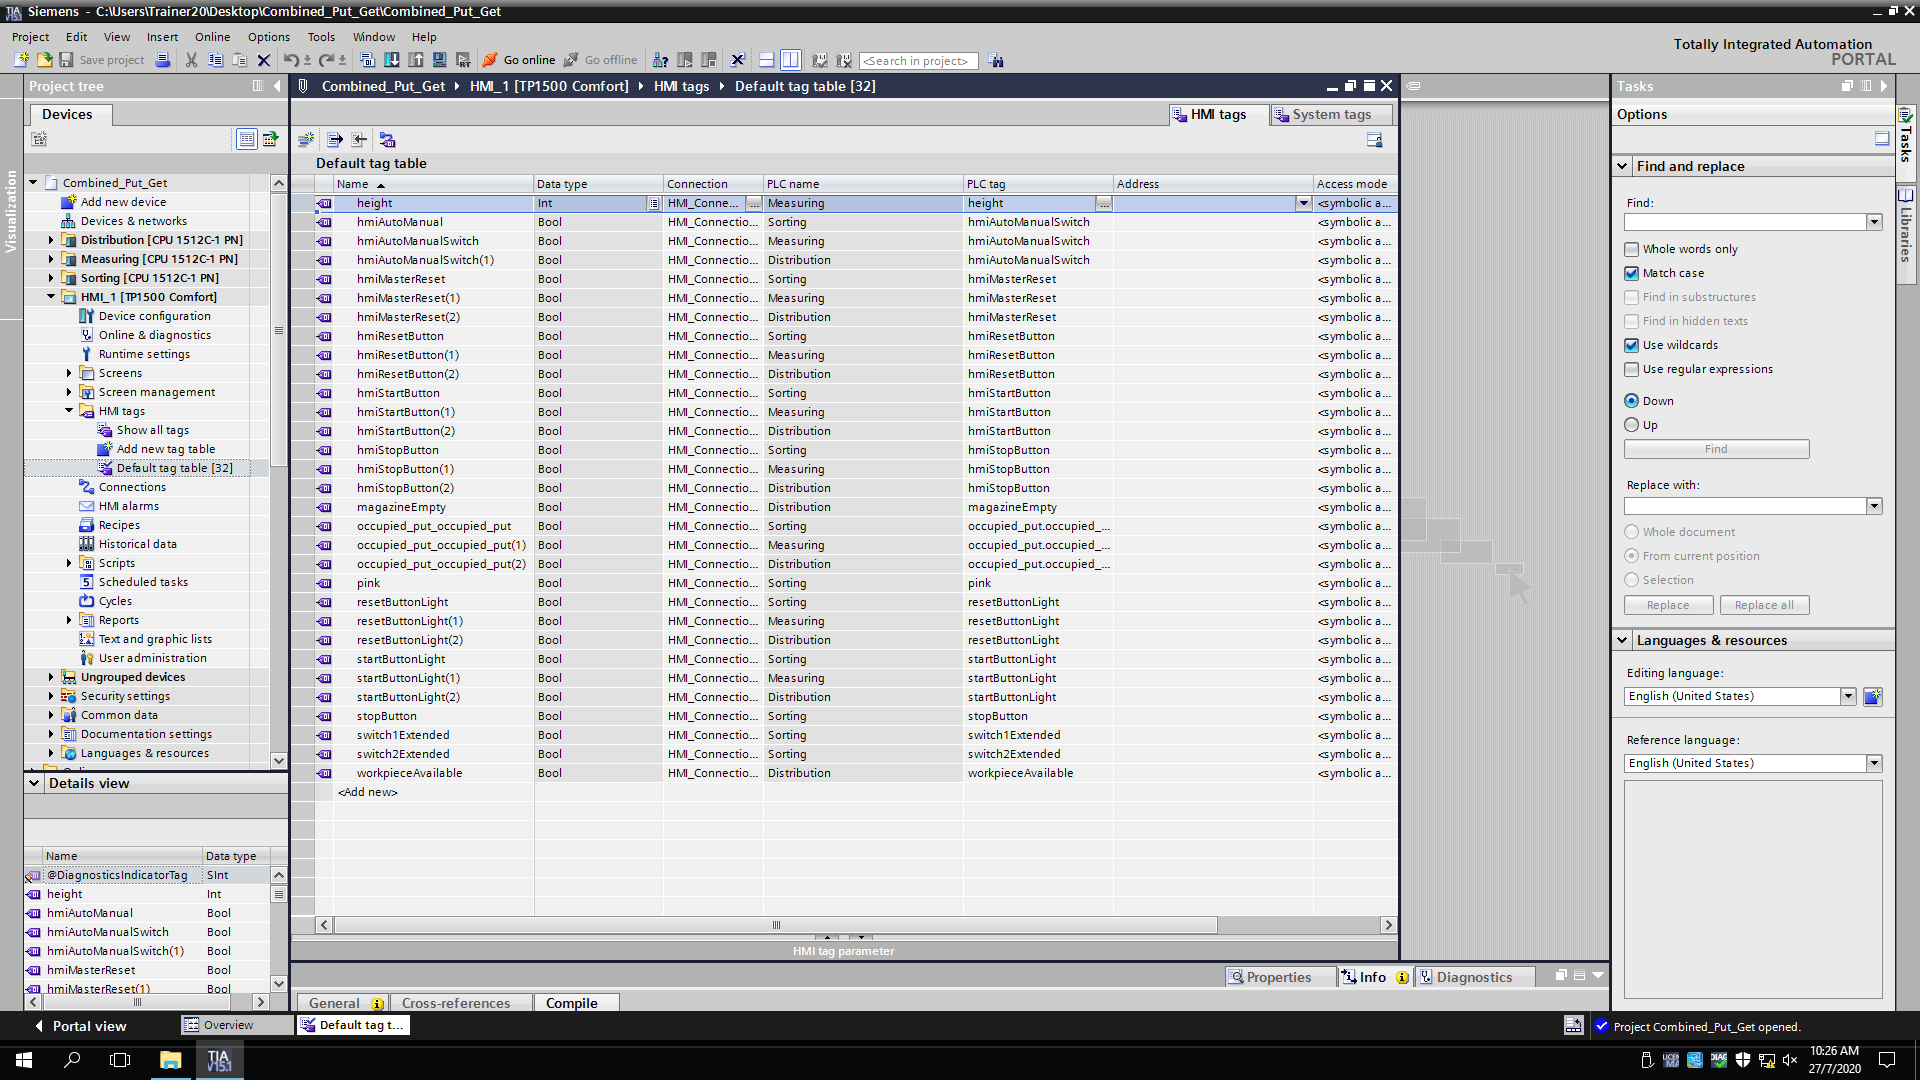 Siemens - C:\Users\Trainer20\Desktop\Combined_Put_Get\Combined_Put_Get
Project Edit View Insert Online Options Tools Window Help
Totally Integrated Automation
PORTAL
Save project
Go online
Go offline
<Search in project>
Project tree
Combined_Put_Get HMI_1 [TP1500 Comfort] HMI tags Default tag table [32]
Tasks
Devices
HMI tags
System tags
Options
Visualization
Tasks
Libraries
Combined_Put_Get
Add new device
Devices & networks
Distribution [CPU 1512C-1 PN]
Measuring [CPU 1512C-1 PN]
Sorting [CPU 1512C-1 PN]
HMI_1 [TP1500 Comfort]
Device configuration
Online & diagnostics
Runtime settings
Screens
Screen management
HMI tags
Show all tags
Add new tag table
Default tag table [32]
Connections
HMI alarms
Recipes
Historical data
Scripts
Scheduled tasks
Cycles
Reports
Text and graphic lists
User administration
Ungrouped devices
Security settings
Common data
Documentation settings
Languages & resources
Details view
Name Data type
@DiagnosticsIndicatorTag SInt
height Int
hmiAutoManual Bool
hmiAutoManualSwitch Bool
hmiAutoManualSwitch(1) Bool
hmiMasterReset Bool
hmiMasterReset(1) Bool
Default tag table
Name Data type Connection PLC name PLC tag Address Access mode
height Int HMI_Conne... ... Measuring height ... <symbolic a...
hmiAutoManual Bool HMI_Connectio... Sorting hmiAutoManualSwitch <symbolic a...
hmiAutoManualSwitch Bool HMI_Connectio... Measuring hmiAutoManualSwitch <symbolic a...
hmiAutoManualSwitch(1) Bool HMI_Connectio... Distribution hmiAutoManualSwitch <symbolic a...
hmiMasterReset Bool HMI_Connectio... Sorting hmiMasterReset <symbolic a...
hmiMasterReset(1) Bool HMI_Connectio... Measuring hmiMasterReset <symbolic a...
hmiMasterReset(2) Bool HMI_Connectio... Distribution hmiMasterReset <symbolic a...
hmiResetButton Bool HMI_Connectio... Sorting hmiResetButton <symbolic a...
hmiResetButton(1) Bool HMI_Connectio... Measuring hmiResetButton <symbolic a...
hmiResetButton(2) Bool HMI_Connectio... Distribution hmiResetButton <symbolic a...
hmiStartButton Bool HMI_Connectio... Sorting hmiStartButton <symbolic a...
hmiStartButton(1) Bool HMI_Connectio... Measuring hmiStartButton <symbolic a...
hmiStartButton(2) Bool HMI_Connectio... Distribution hmiStartButton <symbolic a...
hmiStopButton Bool HMI_Connectio... Sorting hmiStopButton <symbolic a...
hmiStopButton(1) Bool HMI_Connectio... Measuring hmiStopButton <symbolic a...
hmiStopButton(2) Bool HMI_Connectio... Distribution hmiStopButton <symbolic a...
magazineEmpty Bool HMI_Connectio... Distribution magazineEmpty <symbolic a...
occupied_put_occupied_put Bool HMI_Connectio... Sorting occupied_put.occupied_... <symbolic a...
occupied_put_occupied_put(1) Bool HMI_Connectio... Measuring occupied_put.occupied_... <symbolic a...
occupied_put_occupied_put(2) Bool HMI_Connectio... Distribution occupied_put.occupied_... <symbolic a...
pink Bool HMI_Connectio... Sorting pink <symbolic a...
resetButtonLight Bool HMI_Connectio... Sorting resetButtonLight <symbolic a...
resetButtonLight(1) Bool HMI_Connectio... Measuring resetButtonLight <symbolic a...
resetButtonLight(2) Bool HMI_Connectio... Distribution resetButtonLight <symbolic a...
startButtonLight Bool HMI_Connectio... Sorting startButtonLight <symbolic a...
startButtonLight(1) Bool HMI_Connectio... Measuring startButtonLight <symbolic a...
startButtonLight(2) Bool HMI_Connectio... Distribution startButtonLight <symbolic a...
stopButton Bool HMI_Connectio... Sorting stopButton <symbolic a...
switch1Extended Bool HMI_Connectio... Sorting switch1Extended <symbolic a...
switch2Extended Bool HMI_Connectio... Sorting switch2Extended <symbolic a...
workpieceAvailable Bool HMI_Connectio... Distribution workpieceAvailable <symbolic a...
<Add new>
HMI tag parameter
Properties
Info
Diagnostics
General
Cross-references
Compile
Find and replace
Find:
Whole words only
Match case
Find in substructures
Find in hidden texts
Use wildcards
Use regular expressions
Down
Up
Find
Replace with:
Whole document
From current position
Selection
Replace
Replace all
Languages & resources
Editing language:
English (United States)
Reference language:
English (United States)
Portal view
Overview
Default tag t...
Project Combined_Put_Get opened.
TIA
V15.1
10:26 AM
27/7/2020